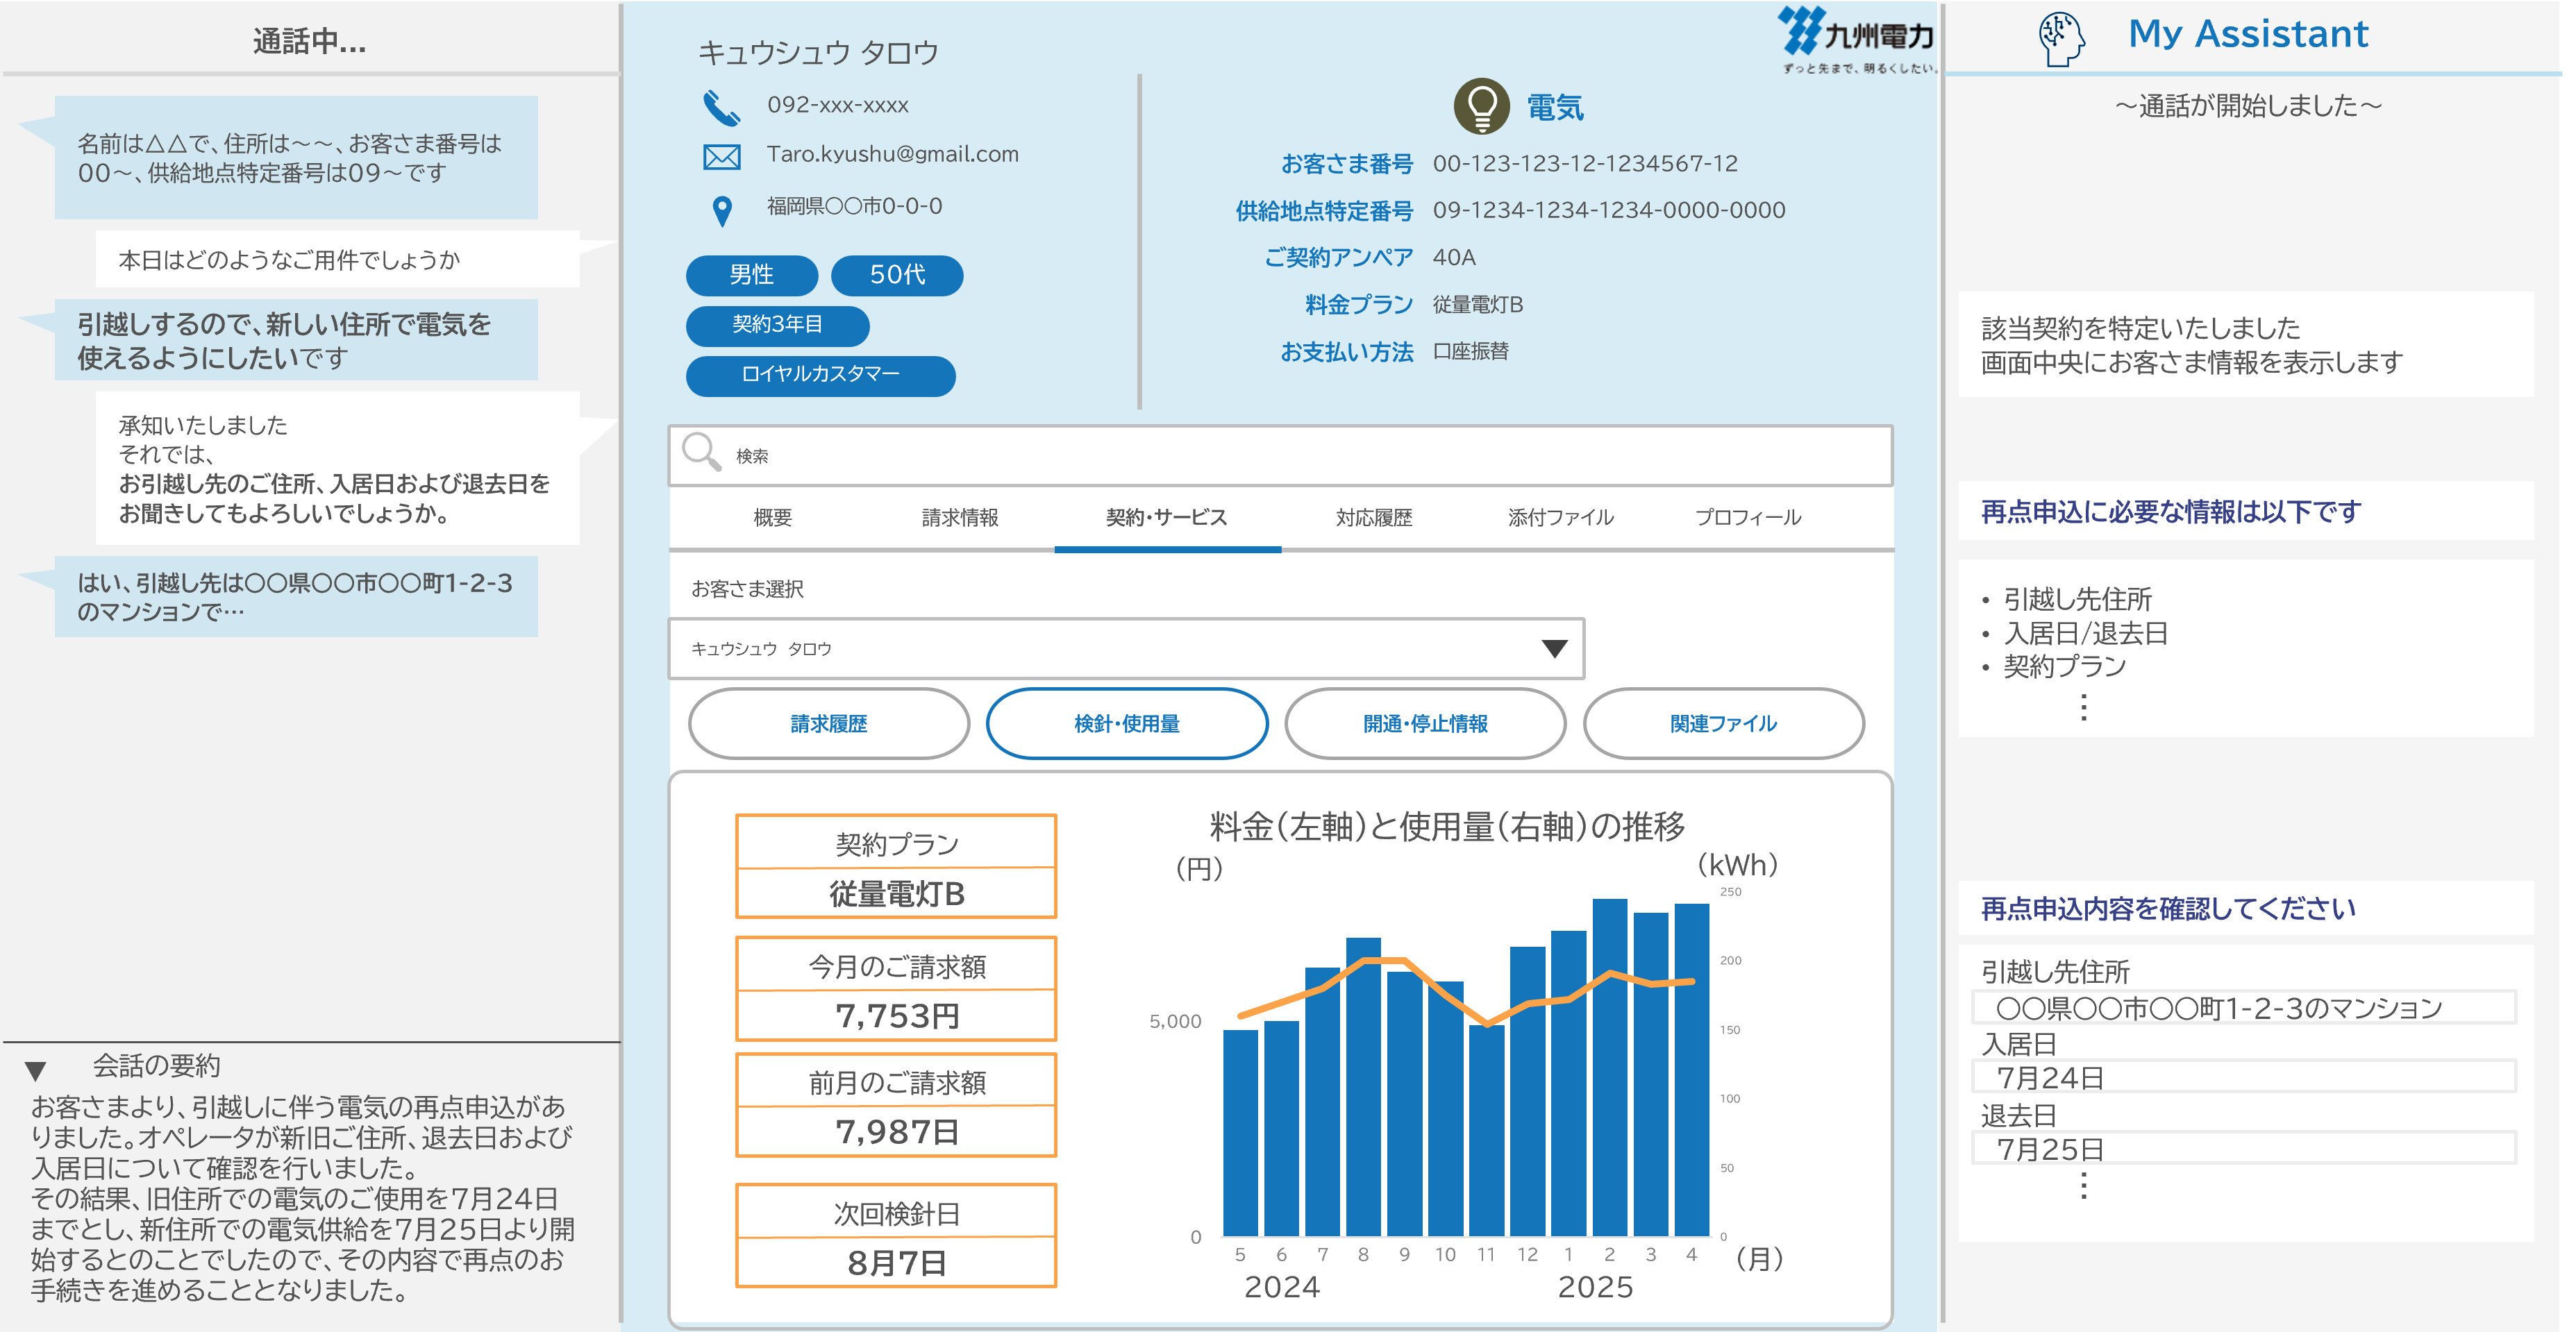 通話中...
名前は△△で、住所は～～、お客さま番号は
00～、供給地点特定番号は09～です
本日はどのようなご用件でしょうか
引越しするので、新しい住所で電気を
使えるようにしたいです
承知いたしました
それでは、
お引越し先のご住所、入居日および退去日を
お聞きしてもよろしいでしょうか。
はい、引越し先は〇〇県〇〇市〇〇町1-2-3
のマンションで…
▼ 会話の要約
お客さまより、引越しに伴う電気の再点申込があ
りました。オペレータが新旧ご住所、退去日および
入居日について確認を行いました。
その結果、旧住所での電気のご使用を7月24日
までとし、新住所での電気供給を7月25日より開
始するとのことでしたので、その内容で再点のお
手続きを進めることとなりました。
キュウシュウ タロウ
092-xxx-xxxx
Taro.kyushu@gmail.com
福岡県〇〇市0-0-0
男性 50代
契約3年目
ロイヤルカスタマー
九州電力
ずっと先まで、明るくしたい。
電気
お客さま番号 00-123-123-12-1234567-12
供給地点特定番号 09-1234-1234-1234-0000-0000
ご契約アンペア 40A
料金プラン 従量電灯B
お支払い方法 口座振替
検索
概要 請求情報 契約・サービス 対応履歴 添付ファイル プロフィール
お客さま選択
キュウシュウ タロウ ▼
請求履歴 検針・使用量 開通・停止情報 関連ファイル
契約プラン
従量電灯B
今月のご請求額
7,753円
前月のご請求額
7,987日
次回検針日
8月7日
料金(左軸)と使用量(右軸)の推移
(円) (kWh)
250
200
5,000
150
100
50
0 0
5 6 7 8 9 10 11 12 1 2 3 4 (月)
2024 2025
My Assistant
～通話が開始しました～
該当契約を特定いたしました
画面中央にお客さま情報を表示します
再点申込に必要な情報は以下です
• 引越し先住所
• 入居日/退去日
• 契約プラン
⋮
再点申込内容を確認してください
引越し先住所
〇〇県〇〇市〇〇町1-2-3のマンション
入居日
7月24日
退去日
7月25日
⋮